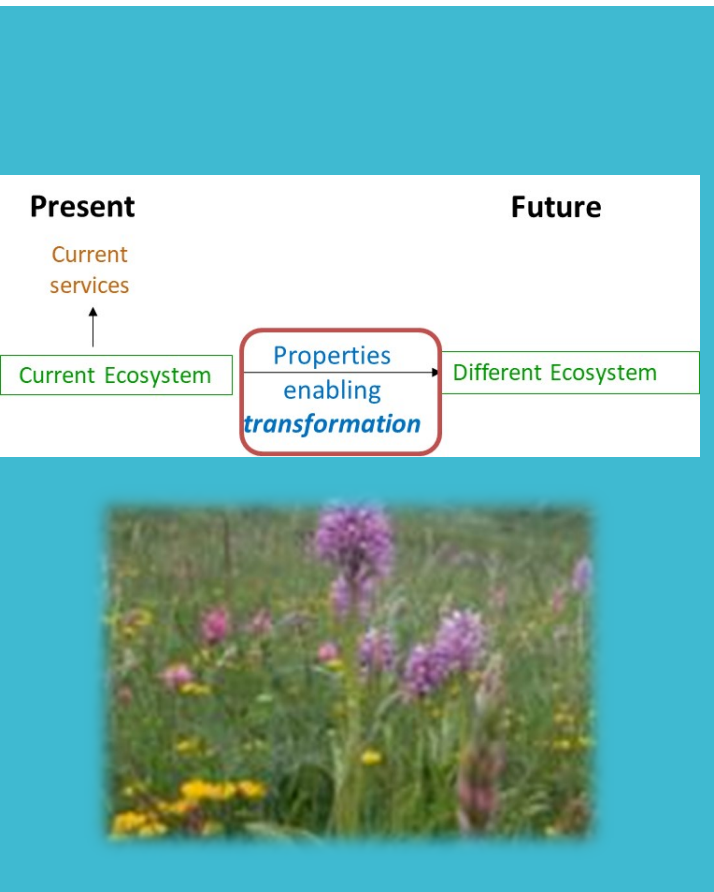 Present
Future
Current
services
Current Ecosystem
Properties
enabling
transformation
Different Ecosystem